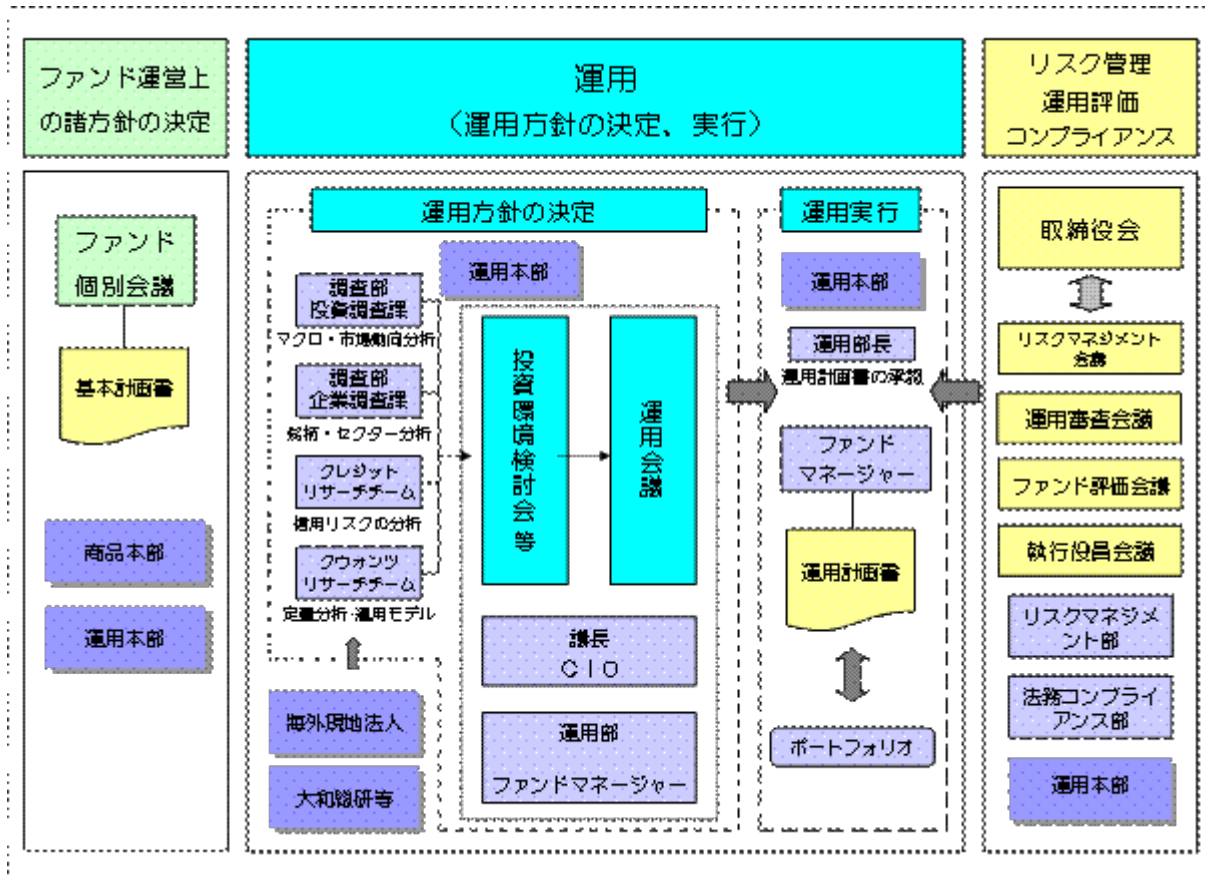 ファンド運営上
の諸方針の決定
運用
（運用方針の決定、実行）
リスク管理
運用評価
コンプライアンス
ファンド
個別会議
基本計画書
商品本部
運用本部
運用方針の決定
運用本部
調査部
投資調査課
マクロ・市場動向分析
調査部
企業調査課
銘柄・セクター分析
クレジット
リサーチチーム
信用リスクの分析
クウォンツ
リサーチチーム
定量分析・運用モデル
海外現地法人
大和総研等
投資環境検討会等
運用会議
議長
ＣＩＯ
運用部
ファンドマネージャー
運用実行
運用本部
運用部長
運用計画書の承認
ファンド
マネージャー
運用計画書
ポートフォリオ
取締役会
リスクマネジメント
会議
運用審査会議
ファンド評価会議
執行役員会議
リスクマネジメ
ント部
法務コンプライ
アンス部
運用本部